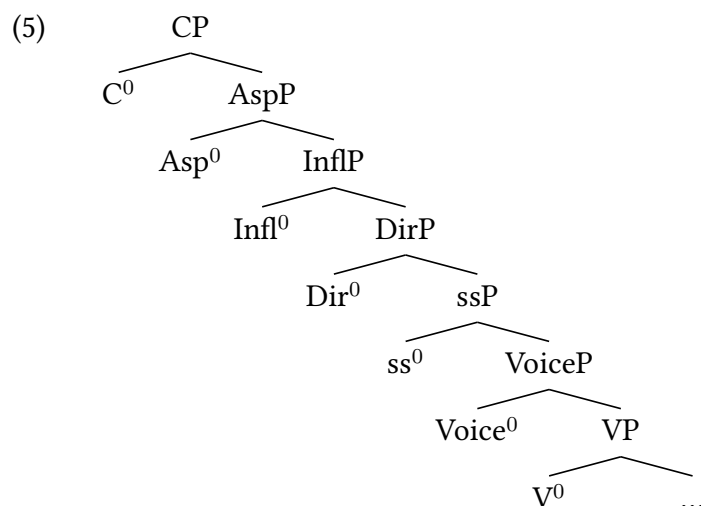 (5) CP
C⁰ AspP
Asp⁰ InflP
Infl⁰ DirP
Dir⁰ ssP
ss⁰ VoiceP
Voice⁰ VP
V⁰ ...